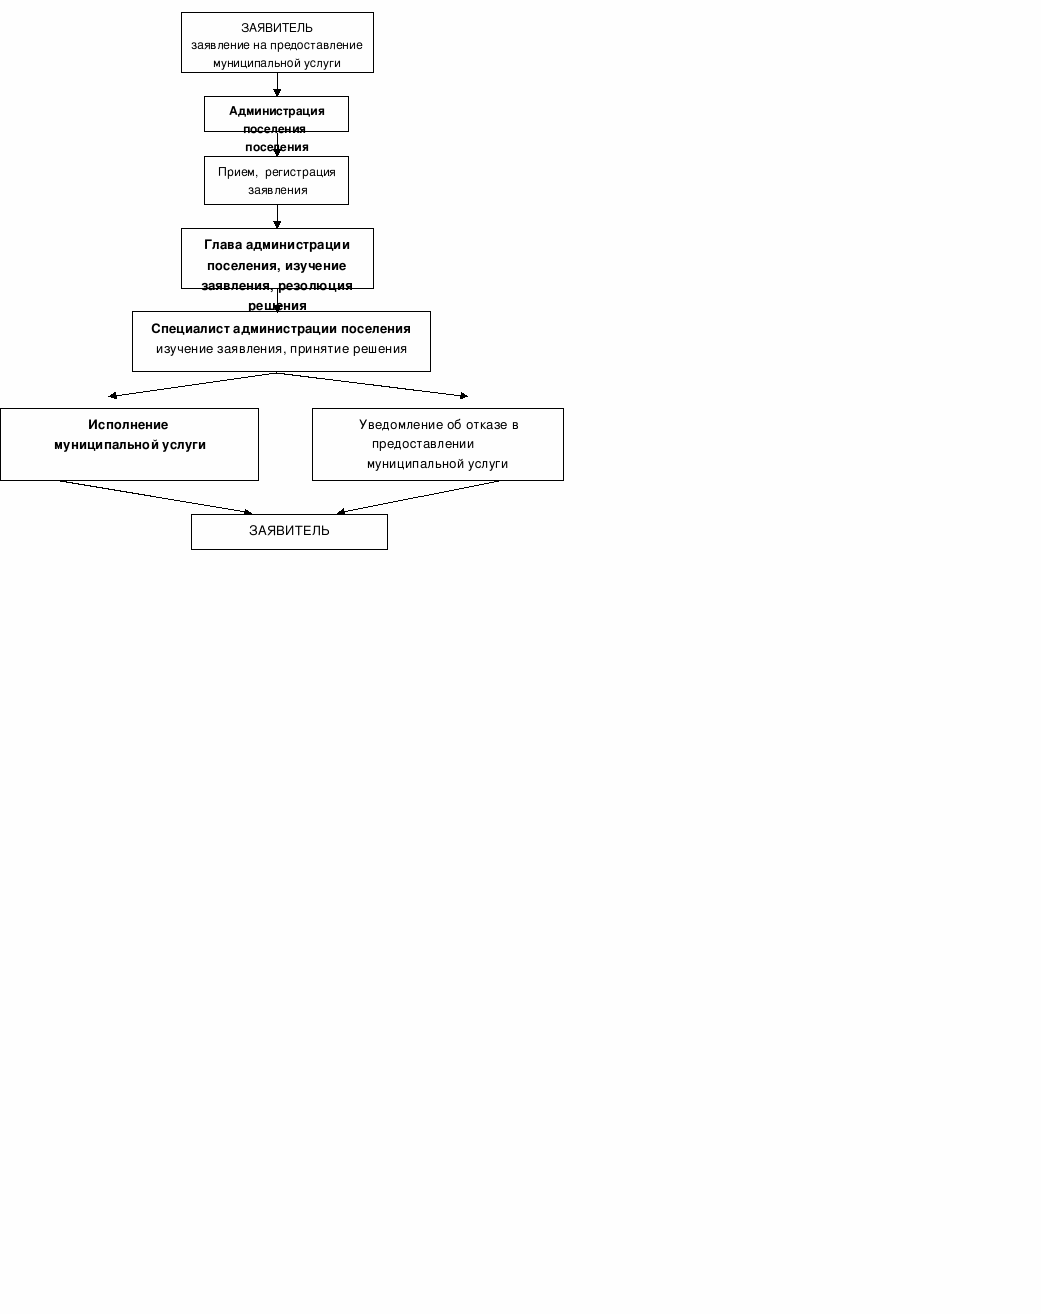 ЗАЯВИТЕЛЬ
заявление на предоставление
муниципальной услуги
Администрация
поселения
поселения
Прием, регистрация
заявления
Глава администрации
поселения, изучение
заявления, резолюция
решения
Специалист администрации поселения
изучение заявления, принятие решения
Исполнение
муниципальной услуги
Уведомление об отказе в
предоставлении
муниципальной услуги
ЗАЯВИТЕЛЬ